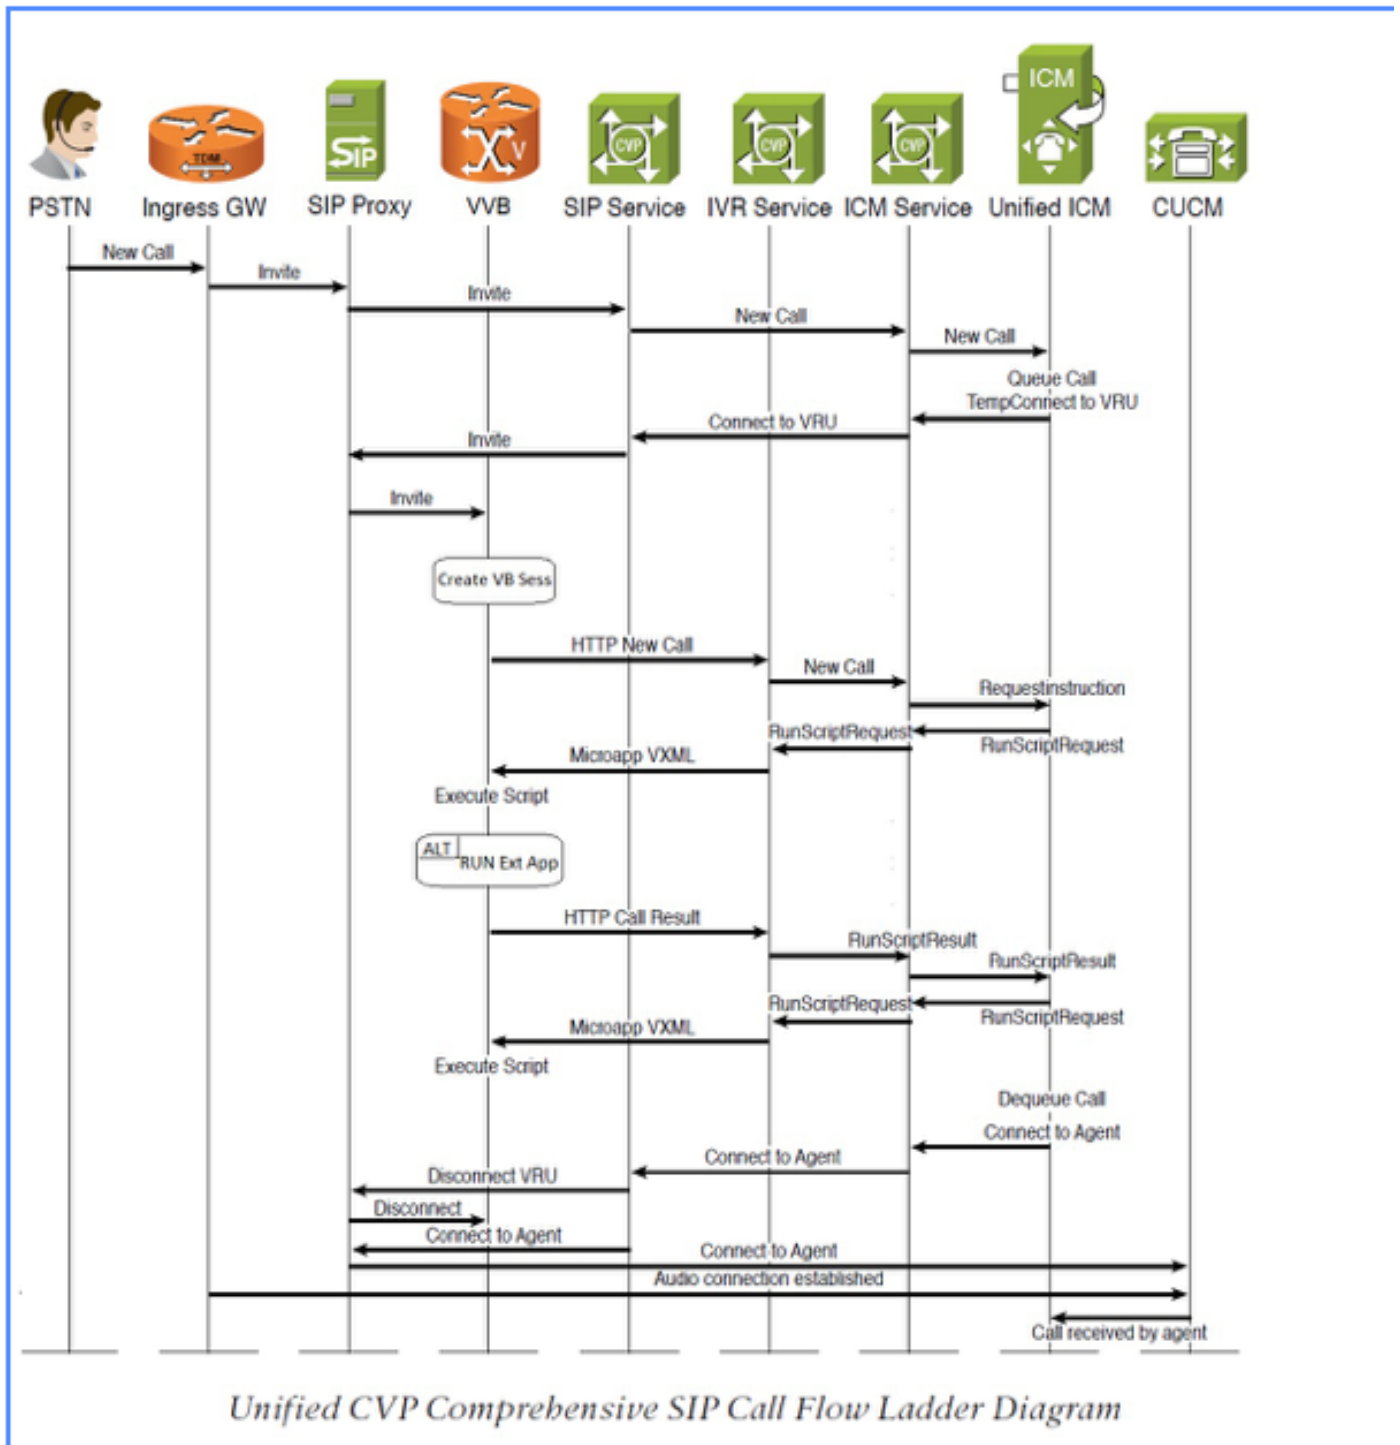 ICM
TDM
SIP
V
CVP
CVP
CVP
PSTN
Ingress GW
SIP Proxy
VVB
SIP Service
IVR Service
ICM Service
Unified ICM
CUCM
New Call
Invite
Invite
New Call
New Call
Queue Call
TempConnect to VRU
Connect to VRU
Invite
Invite
Create VB Sess
HTTP New Call
New Call
Requestinstruction
RunScriptRequest
RunScriptRequest
Microapp VXML
Execute Script
ALT
RUN Ext App
HTTP Call Result
RunScriptResult
RunScriptResult
RunScriptRequest
RunScriptRequest
Microapp VXML
Execute Script
Dequeue Call
Connect to Agent
Connect to Agent
Disconnect VRU
Disconnect
Connect to Agent
Connect to Agent
Audio connection established
Call received by agent
Unified CVP Comprehensive SIP Call Flow Ladder Diagram